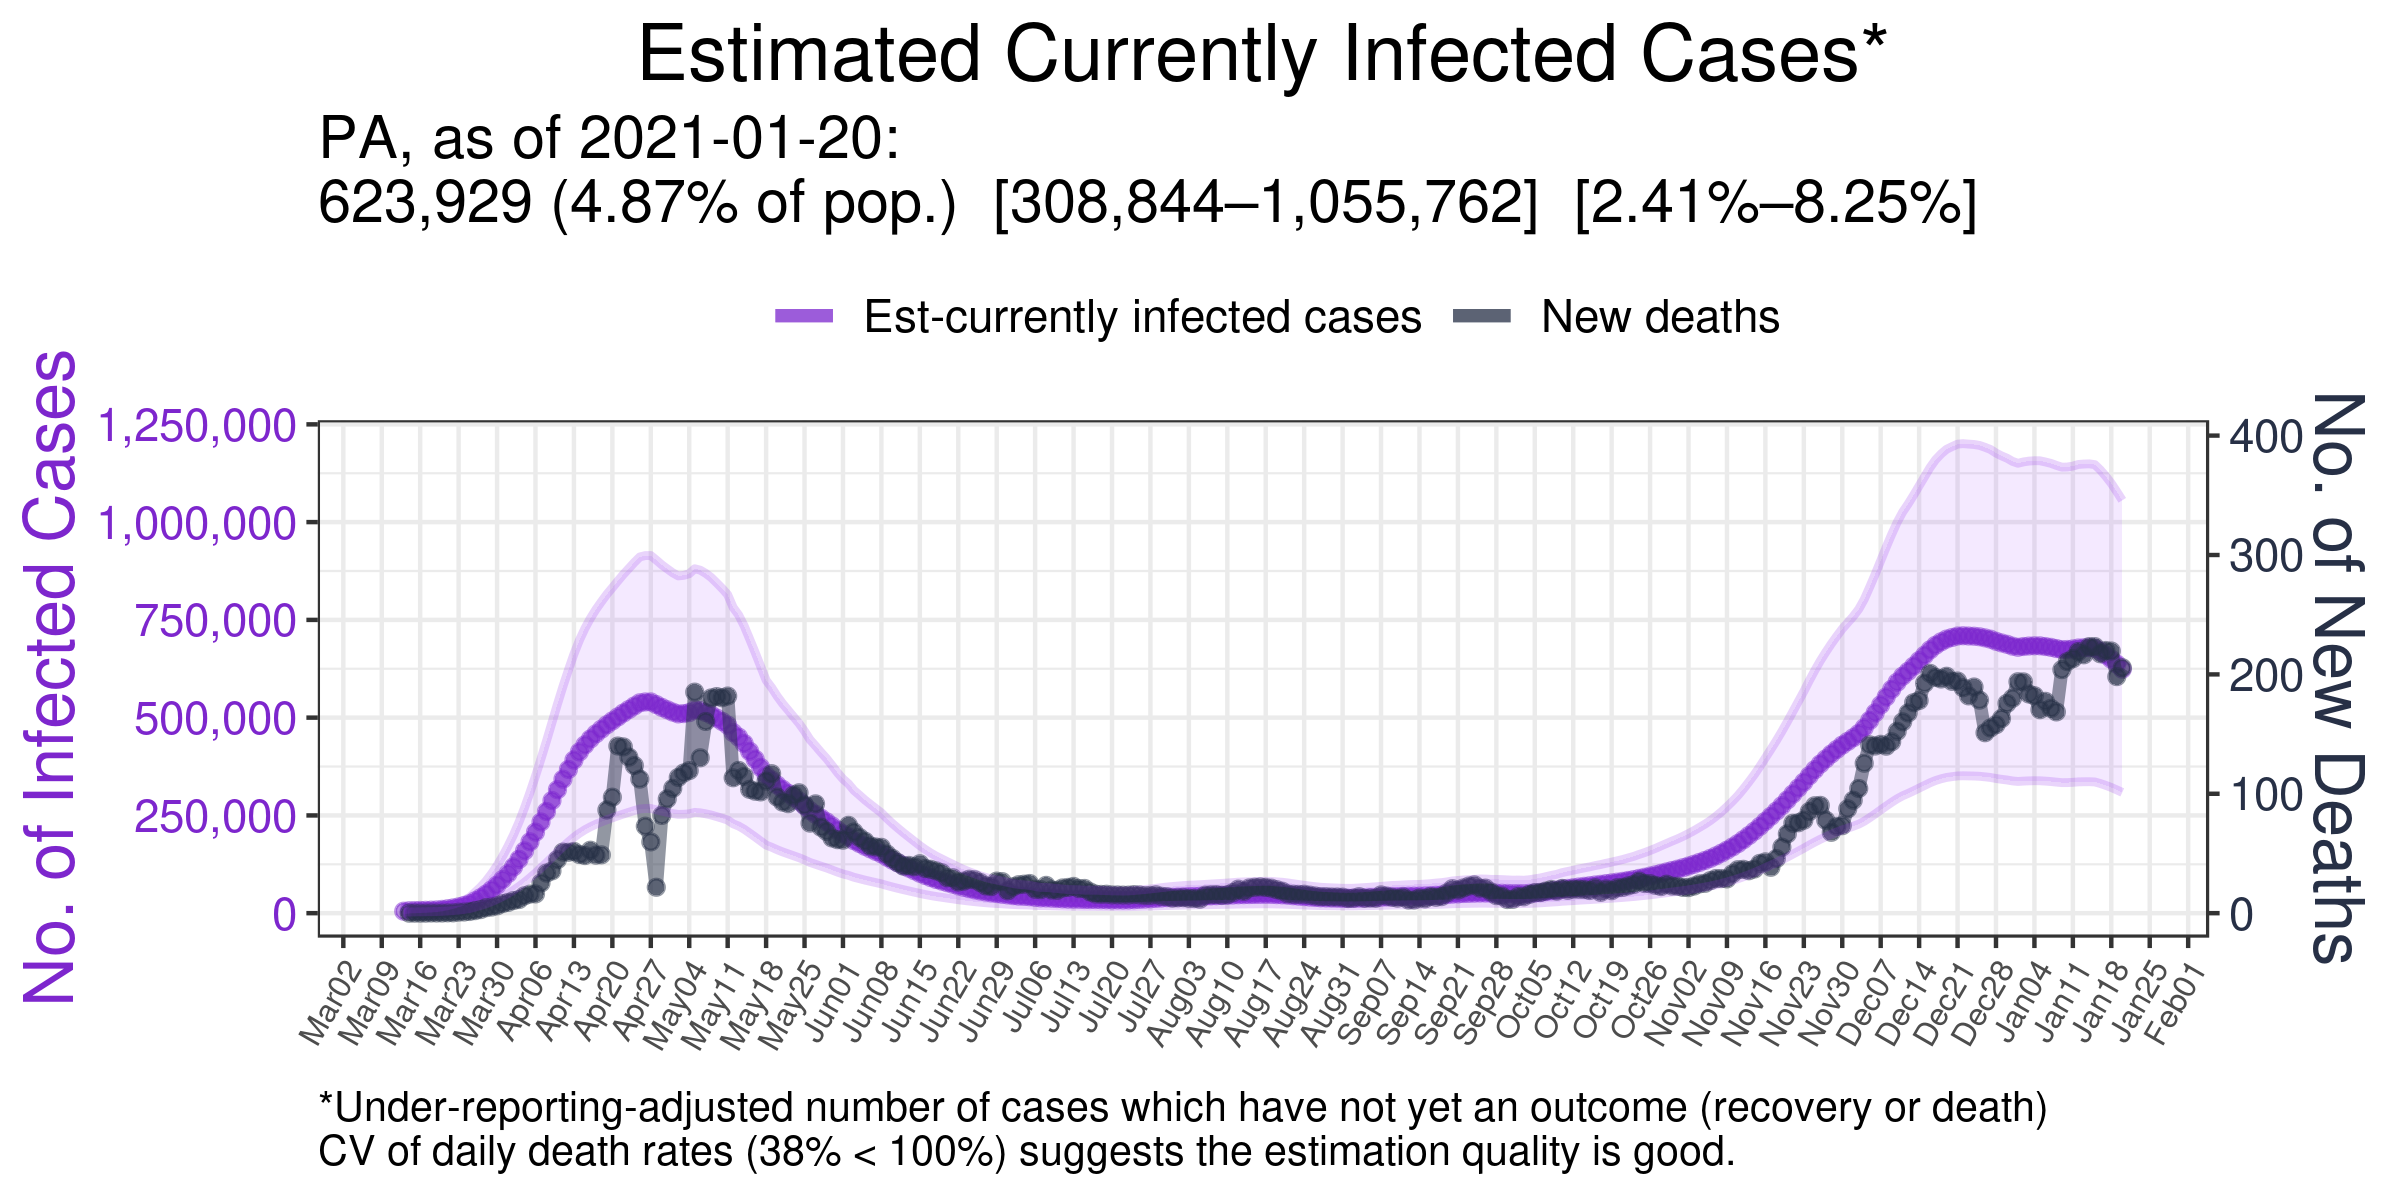 Estimated Currently Infected Cases*
PA, as of 2021-01-20:
623,929 (4.87% of pop.) [308,844–1,055,762] [2.41%–8.25%]
Est-currently infected cases New deaths
No. of Infected Cases
1,250,000
1,000,000
750,000
500,000
250,000
0
400
300
200
100
0
No. of New Deaths
Mar02 Mar09 Mar16 Mar23 Mar30 Apr06 Apr13 Apr20 Apr27 May04 May11 May18 May25 Jun01 Jun08 Jun15 Jun22 Jun29 Jul06 Jul13 Jul20 Jul27 Aug03 Aug10 Aug17 Aug24 Aug31 Sep07 Sep14 Sep21 Sep28 Oct05 Oct12 Oct19 Oct26 Nov02 Nov09 Nov16 Nov23 Nov30 Dec07 Dec14 Dec21 Dec28 Jan04 Jan11 Jan18 Jan25 Feb01
*Under-reporting-adjusted number of cases which have not yet an outcome (recovery or death)
CV of daily death rates (38% < 100%) suggests the estimation quality is good.